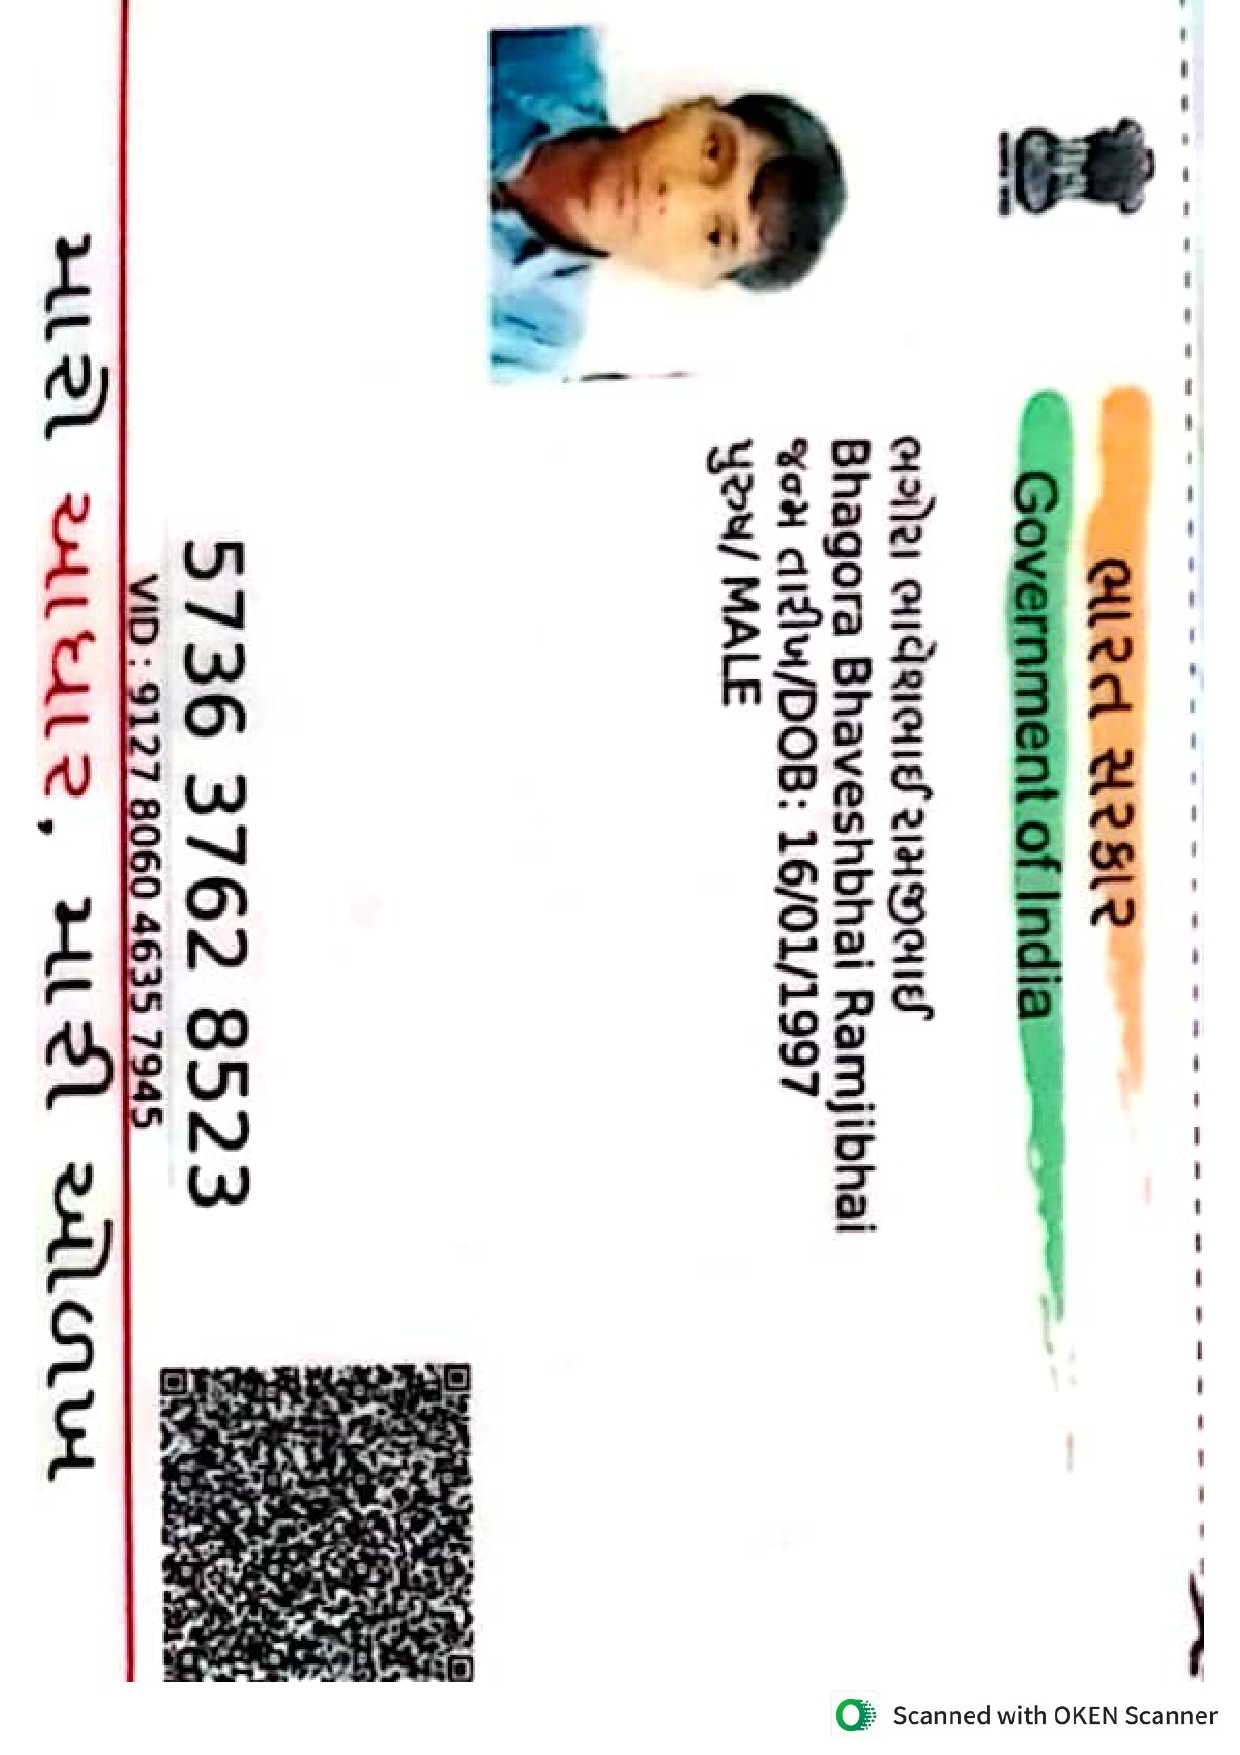 ભારત સરકાર
Government of India
ભગોરા ભાવેશભાઈ રામજીભાઈ
Bhagora Bhaveshbhai Ramjibhai
જન્મ તારીખ/DOB: 16/01/1997
પુરુષ/ MALE
5736 3762 8523
VID : 9127 8060 4635 7945
મારો આધાર, મારી ઓળખ
Scanned with OKEN Scanner